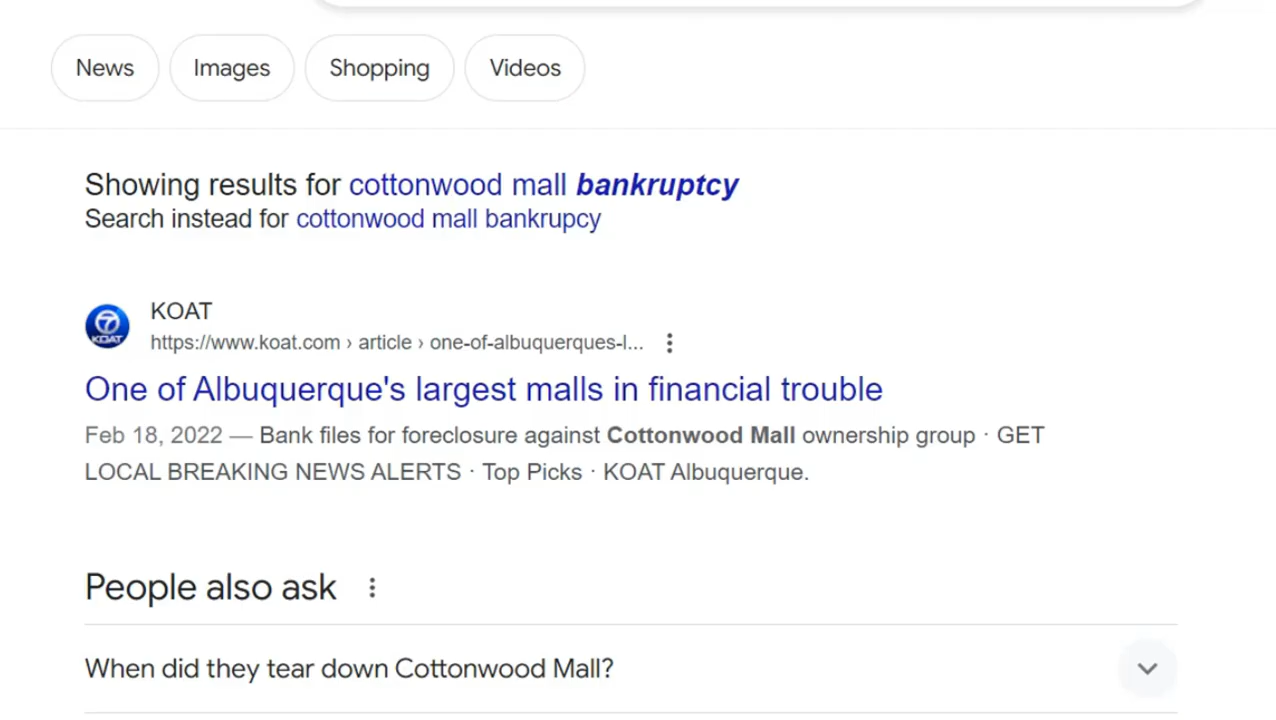 News Images Shopping Videos
Showing results for cottonwood mall bankruptcy
Search instead for cottonwood mall bankrupcy
KOAT
7
KOAT
https://www.koat.com › article › one-of-albuquerques-l...
One of Albuquerque's largest malls in financial trouble
Feb 18, 2022 — Bank files for foreclosure against Cottonwood Mall ownership group · GET
LOCAL BREAKING NEWS ALERTS · Top Picks · KOAT Albuquerque.
People also ask
When did they tear down Cottonwood Mall?